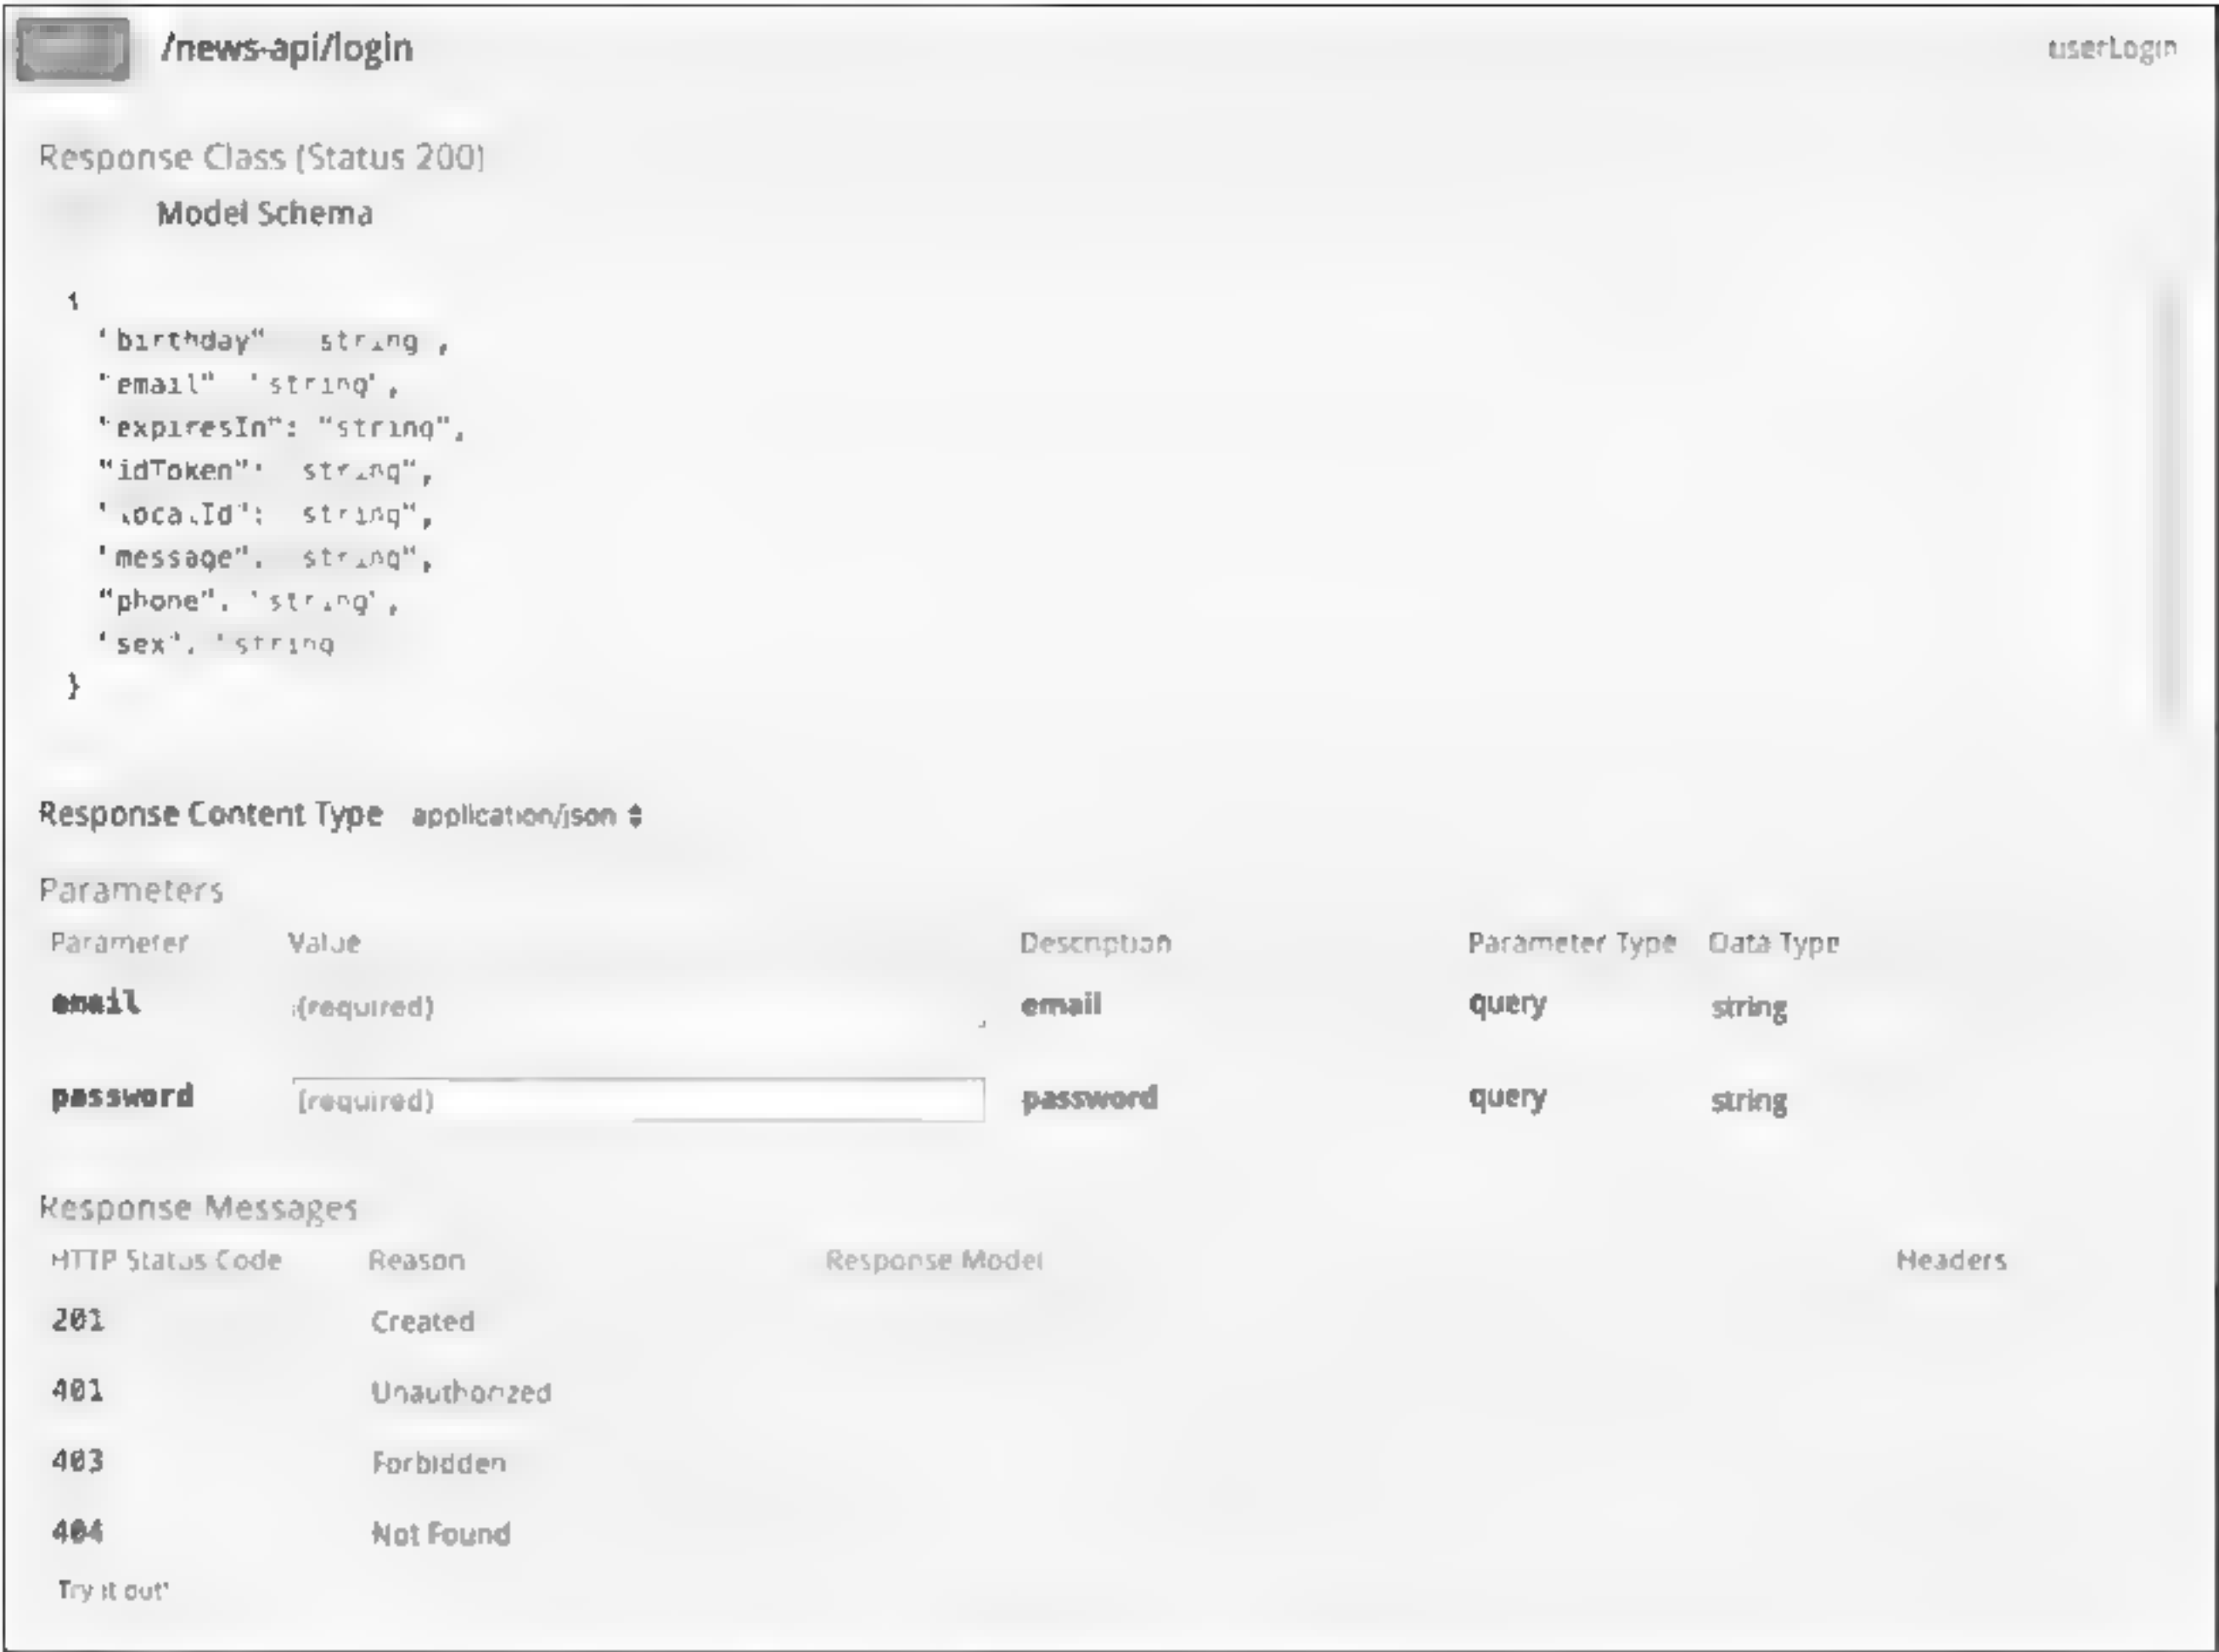 /news-api/login userLogin
Response Class (Status 200)
Model Schema
{
"birthday" string ,
"email" "string",
"expiresIn": "string",
"idToken": string",
"localId": string",
"message". string",
"phone". "string",
"sex". "string
}
Response Content Type application/json
Parameters
Parameter Value Description Parameter Type Data Type
email (required) email query string
password (required) password query string
Response Messages
HTTP Status Code Reason Response Model Headers
201 Created
401 Unauthorized
403 Forbidden
404 Not Found
Try it out!